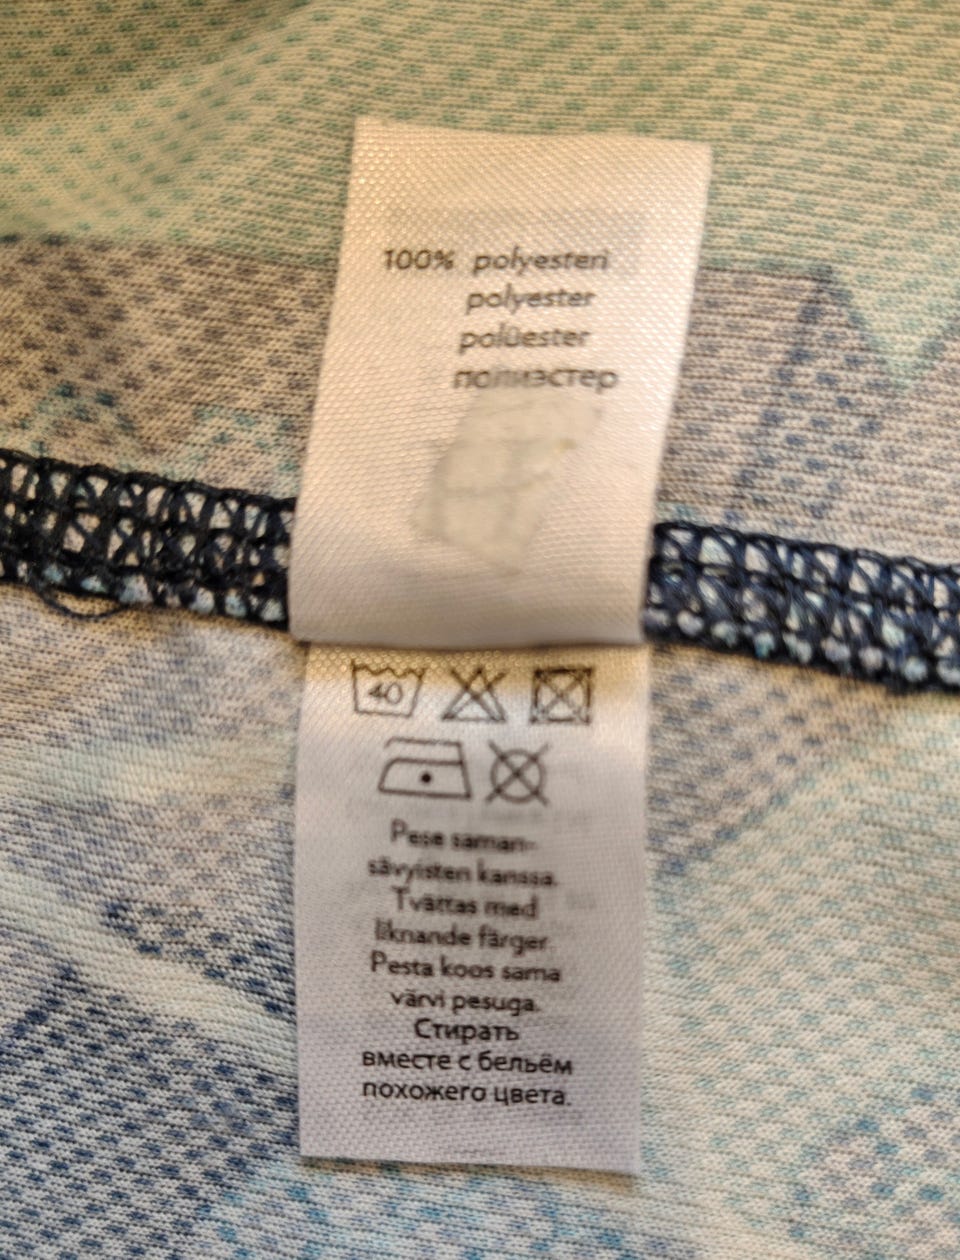 100% polyesteri
polyester
polüester
полиэстер
40
Pese saman-
sävyisten kanssa.
Tvättas med
liknande färger.
Pesta koos sama
värvi pesuga.
Стирать
вместе с бельём
похожего цвета.